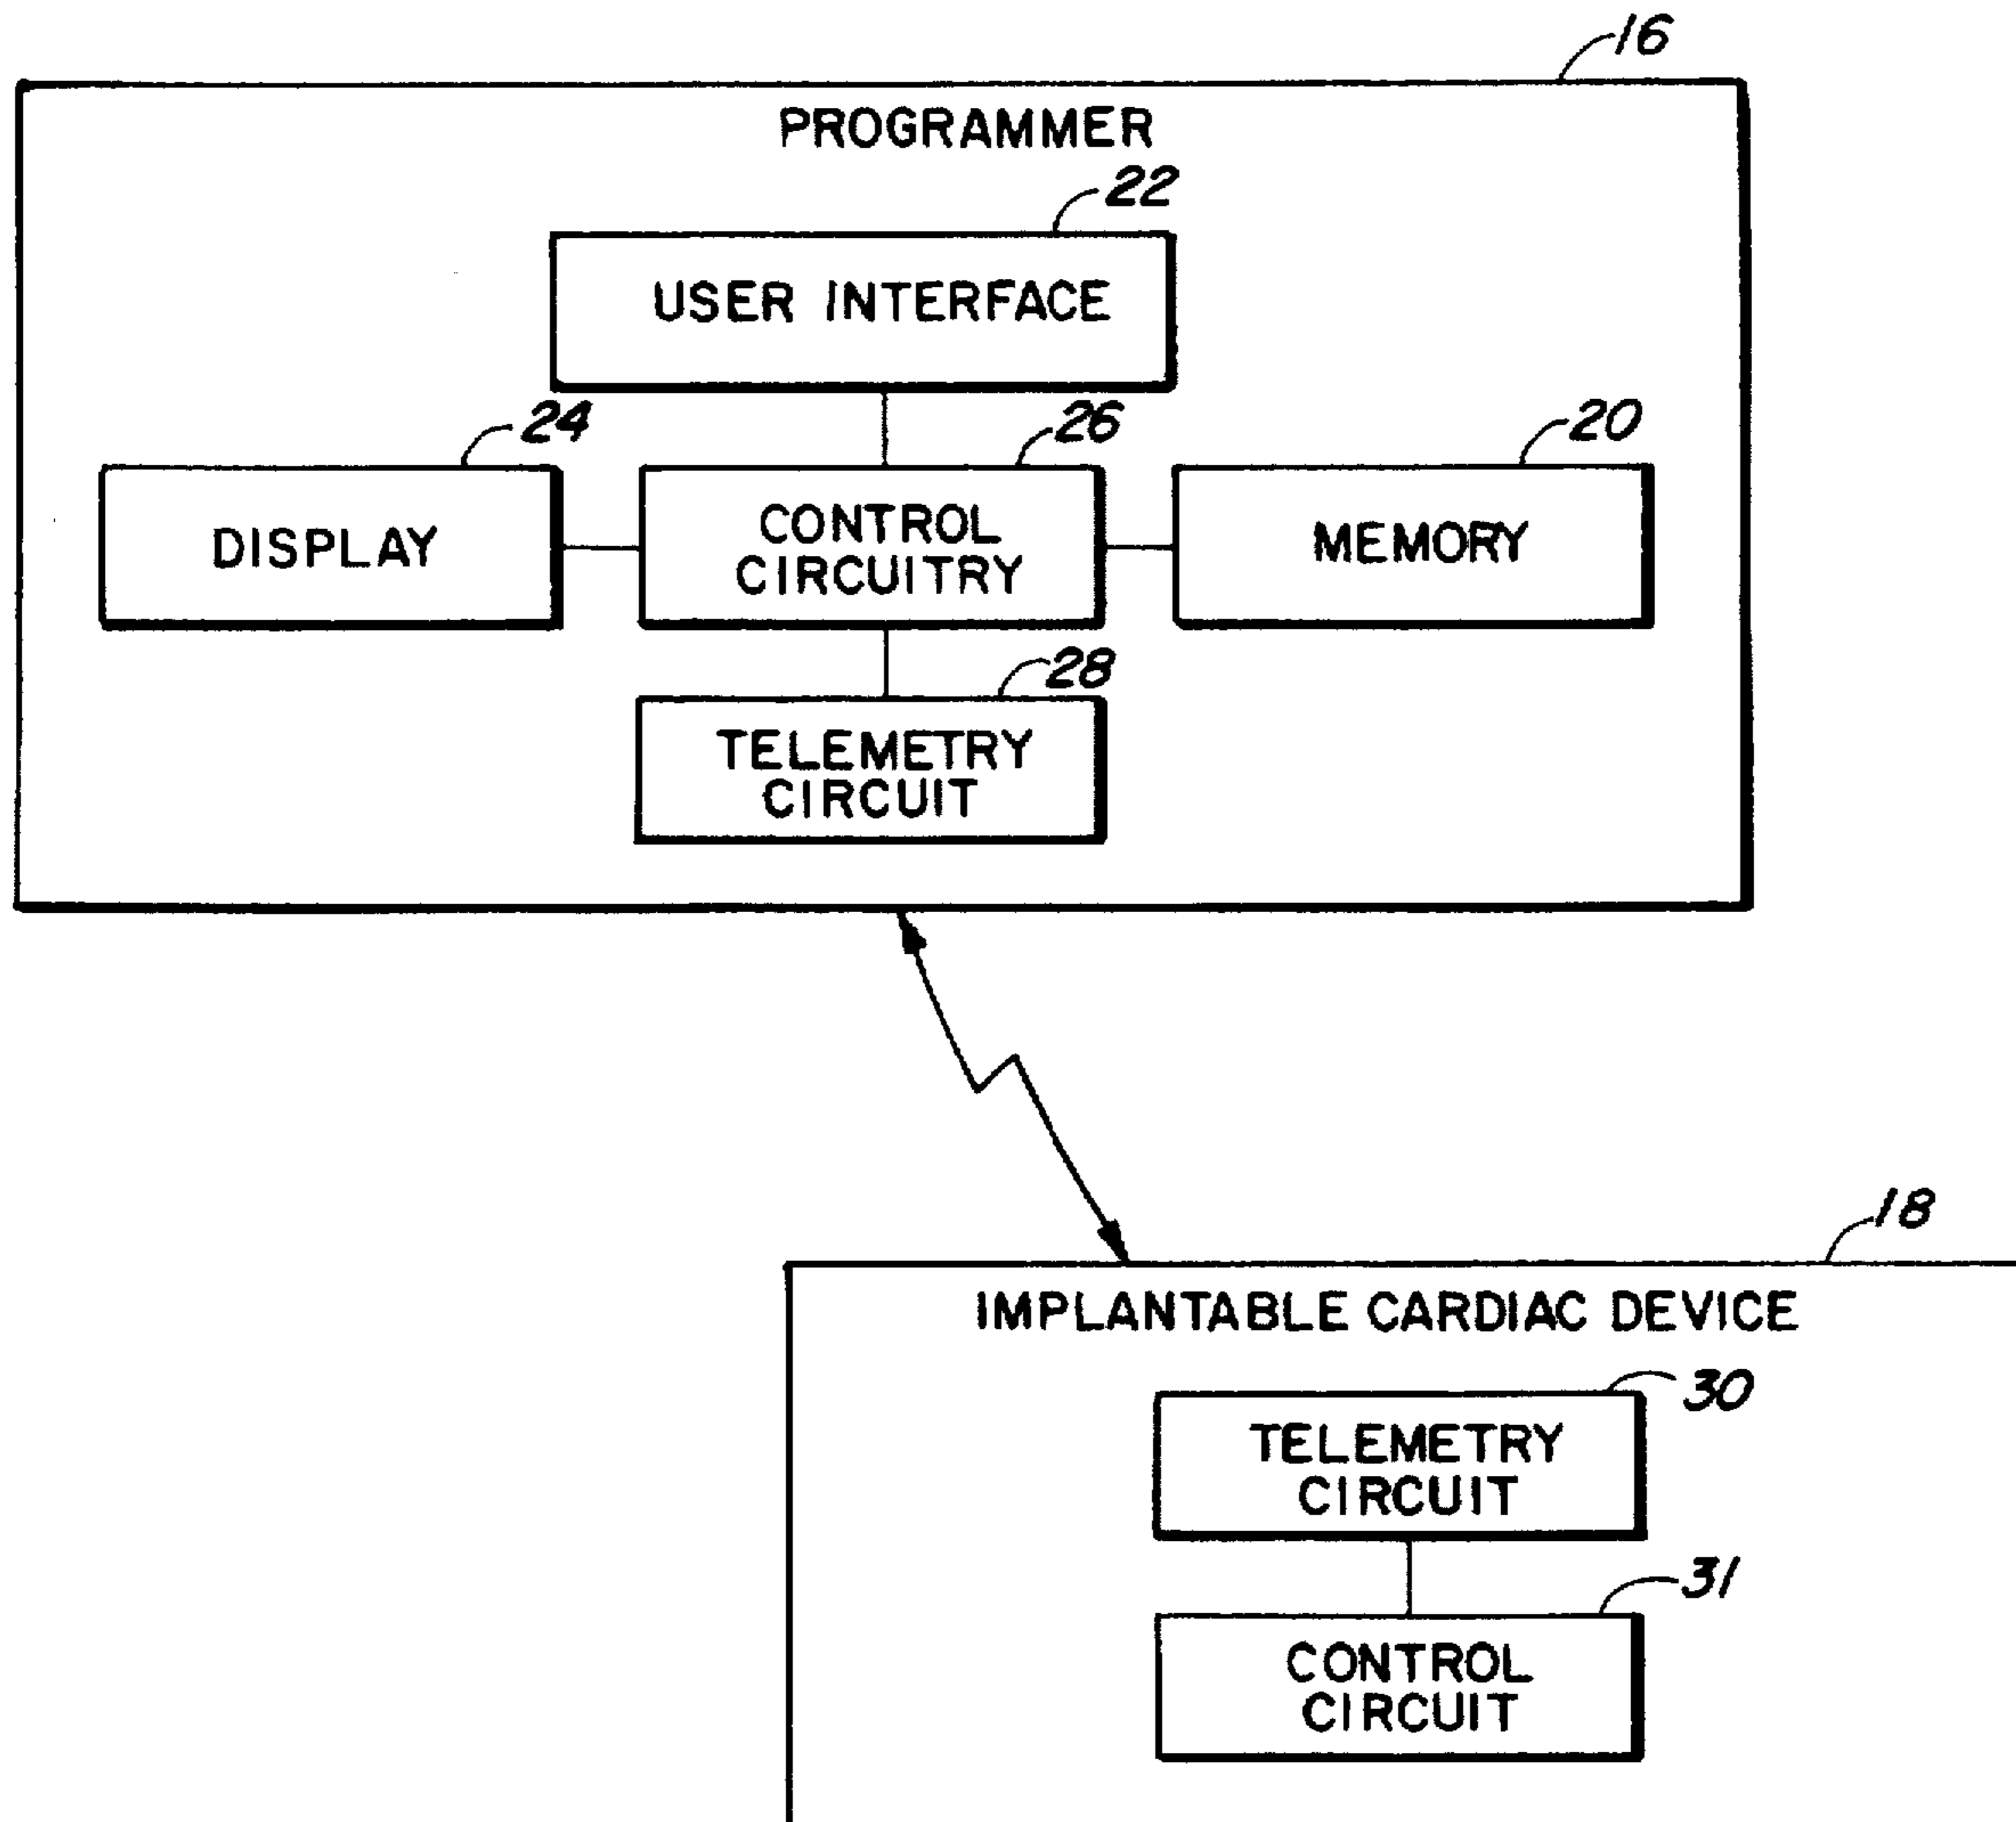 16
PROGRAMMER
22
USER INTERFACE
24
26
20
DISPLAY
CONTROL
CIRCUITRY
MEMORY
28
TELEMETRY
CIRCUIT
18
IMPLANTABLE CARDIAC DEVICE
30
TELEMETRY
CIRCUIT
31
CONTROL
CIRCUIT